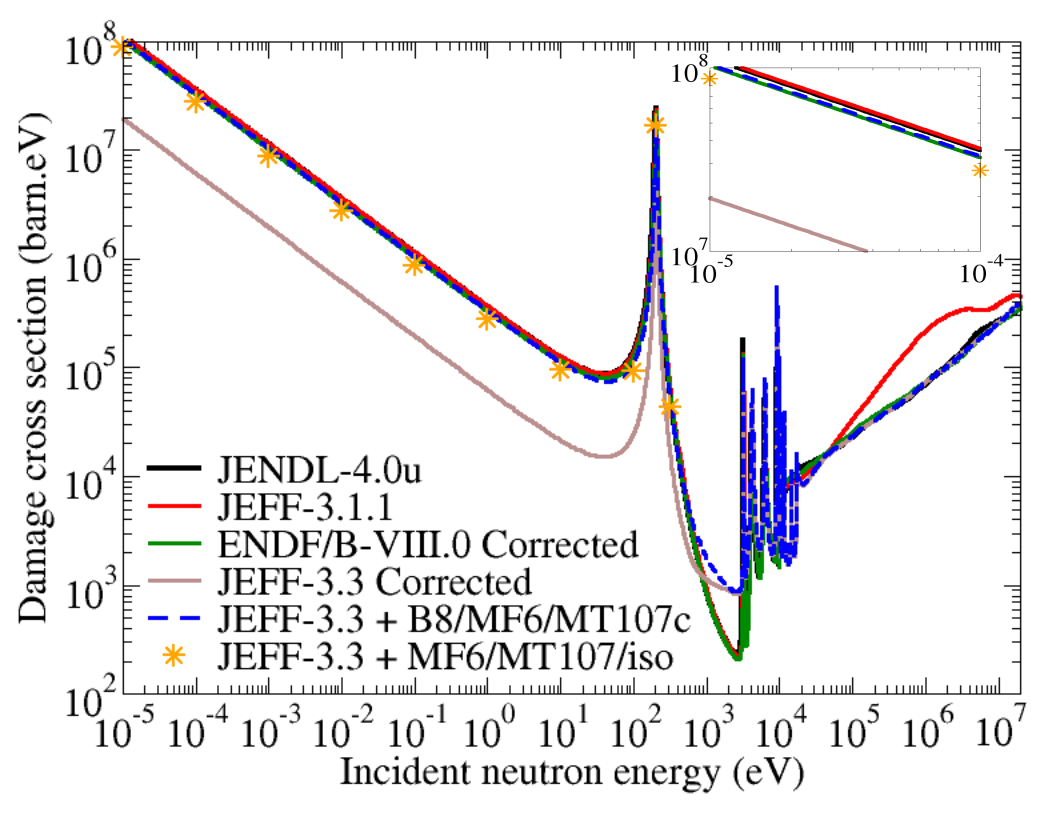 10^8
10^7
10^6
10^5
10^4
10^3
10^2
Damage cross section (barn.eV)
10^8
10^7
10^-5
10^-4
JENDL-4.0u
JEFF-3.1.1
ENDF/B-VIII.0 Corrected
JEFF-3.3 Corrected
JEFF-3.3 + B8/MF6/MT107c
JEFF-3.3 + MF6/MT107/iso
10^-5 10^-4 10^-3 10^-2 10^-1 10^0 10^1 10^2 10^3 10^4 10^5 10^6 10^7
Incident neutron energy (eV)